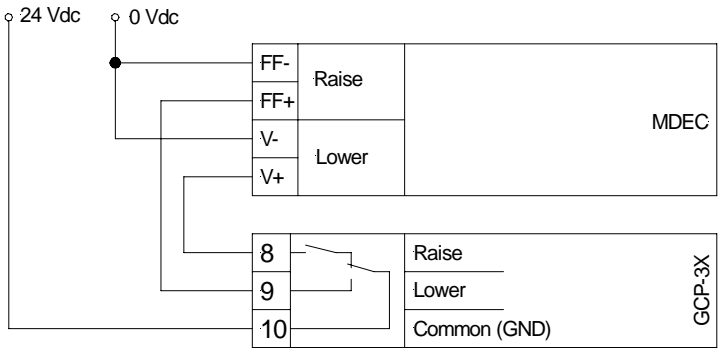 24 Vdc
0 Vdc
FF-
Raise
FF+
MDEC
V-
Lower
V+
8
Raise
9
Lower
10
Common (GND)
GCP-3X